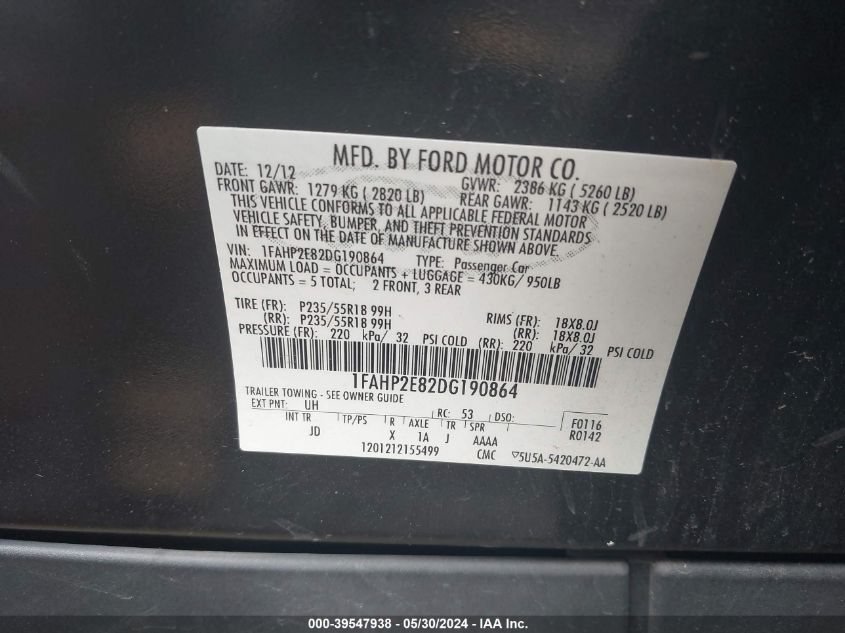 MFD. BY FORD MOTOR CO.
DATE: 12/12 GVWR: 2386 KG ( 5260 LB)
FRONT GAWR: 1279 KG ( 2820 LB) REAR GAWR: 1143 KG ( 2520 LB)
THIS VEHICLE CONFORMS TO ALL APPLICABLE FEDERAL MOTOR
VEHICLE SAFETY, BUMPER, AND THEFT PREVENTION STANDARDS
IN EFFECT ON THE DATE OF MANUFACTURE SHOWN ABOVE.
VIN: 1FAHP2E82DG190864 TYPE: Passenger Car
MAXIMUM LOAD = OCCUPANTS + LUGGAGE = 430KG/ 950LB
OCCUPANTS = 5 TOTAL; 2 FRONT, 3 REAR
TIRE (FR): P235/55R18 99H RIMS (FR): 18X8.0J
(RR): P235/55R18 99H (RR): 18X8.0J
PRESSURE (FR): 220 kPa/ 32 PSI COLD (RR): 220 kPa/ 32 PSI COLD
1FAHP2E82DG190864
TRAILER TOWING - SEE OWNER GUIDE
EXT PNT: UH RC: 53 DSO: F0116
INT TR TP/PS R AXLE TR SPR R0142
JD X 1A J AAAA
1201212155499 CMC ▽5U5A-5420472-AA
000-39547938 - 05/30/2024 - IAA Inc.